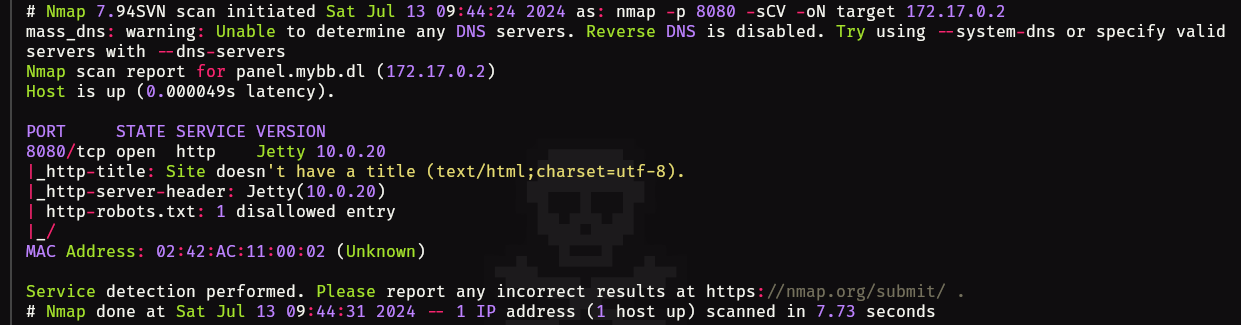 # Nmap 7.94SVN scan initiated Sat Jul 13 09:44:24 2024 as: nmap -p 8080 -sCV -oN target 172.17.0.2
mass_dns: warning: Unable to determine any DNS servers. Reverse DNS is disabled. Try using --system-dns or specify valid
servers with --dns-servers
Nmap scan report for panel.mybb.dl (172.17.0.2)
Host is up (0.000049s latency).
PORT     STATE SERVICE VERSION
8080/tcp open  http    Jetty 10.0.20
|_http-title: Site doesn't have a title (text/html;charset=utf-8).
|_http-server-header: Jetty(10.0.20)
| http-robots.txt: 1 disallowed entry
|_/
MAC Address: 02:42:AC:11:00:02 (Unknown)
Service detection performed. Please report any incorrect results at https://nmap.org/submit/ .
# Nmap done at Sat Jul 13 09:44:31 2024 -- 1 IP address (1 host up) scanned in 7.73 seconds